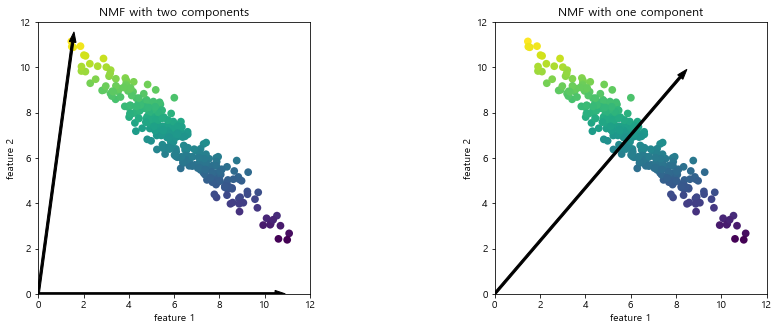 NMF with two components
12
10
8
6
4
2
0
feature 2
0 2 4 6 8 10 12
feature 1
NMF with one component
12
10
8
6
4
2
0
feature 2
0 2 4 6 8 10 12
feature 1